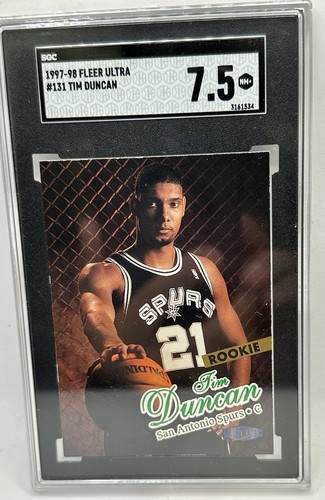 SGC
1997-98 FLEER ULTRA
#131 TIM DUNCAN
7.5 NM+
3161534
SPURS
21
ROOKIE
SPALDING
Tim
Duncan
San Antonio Spurs • C